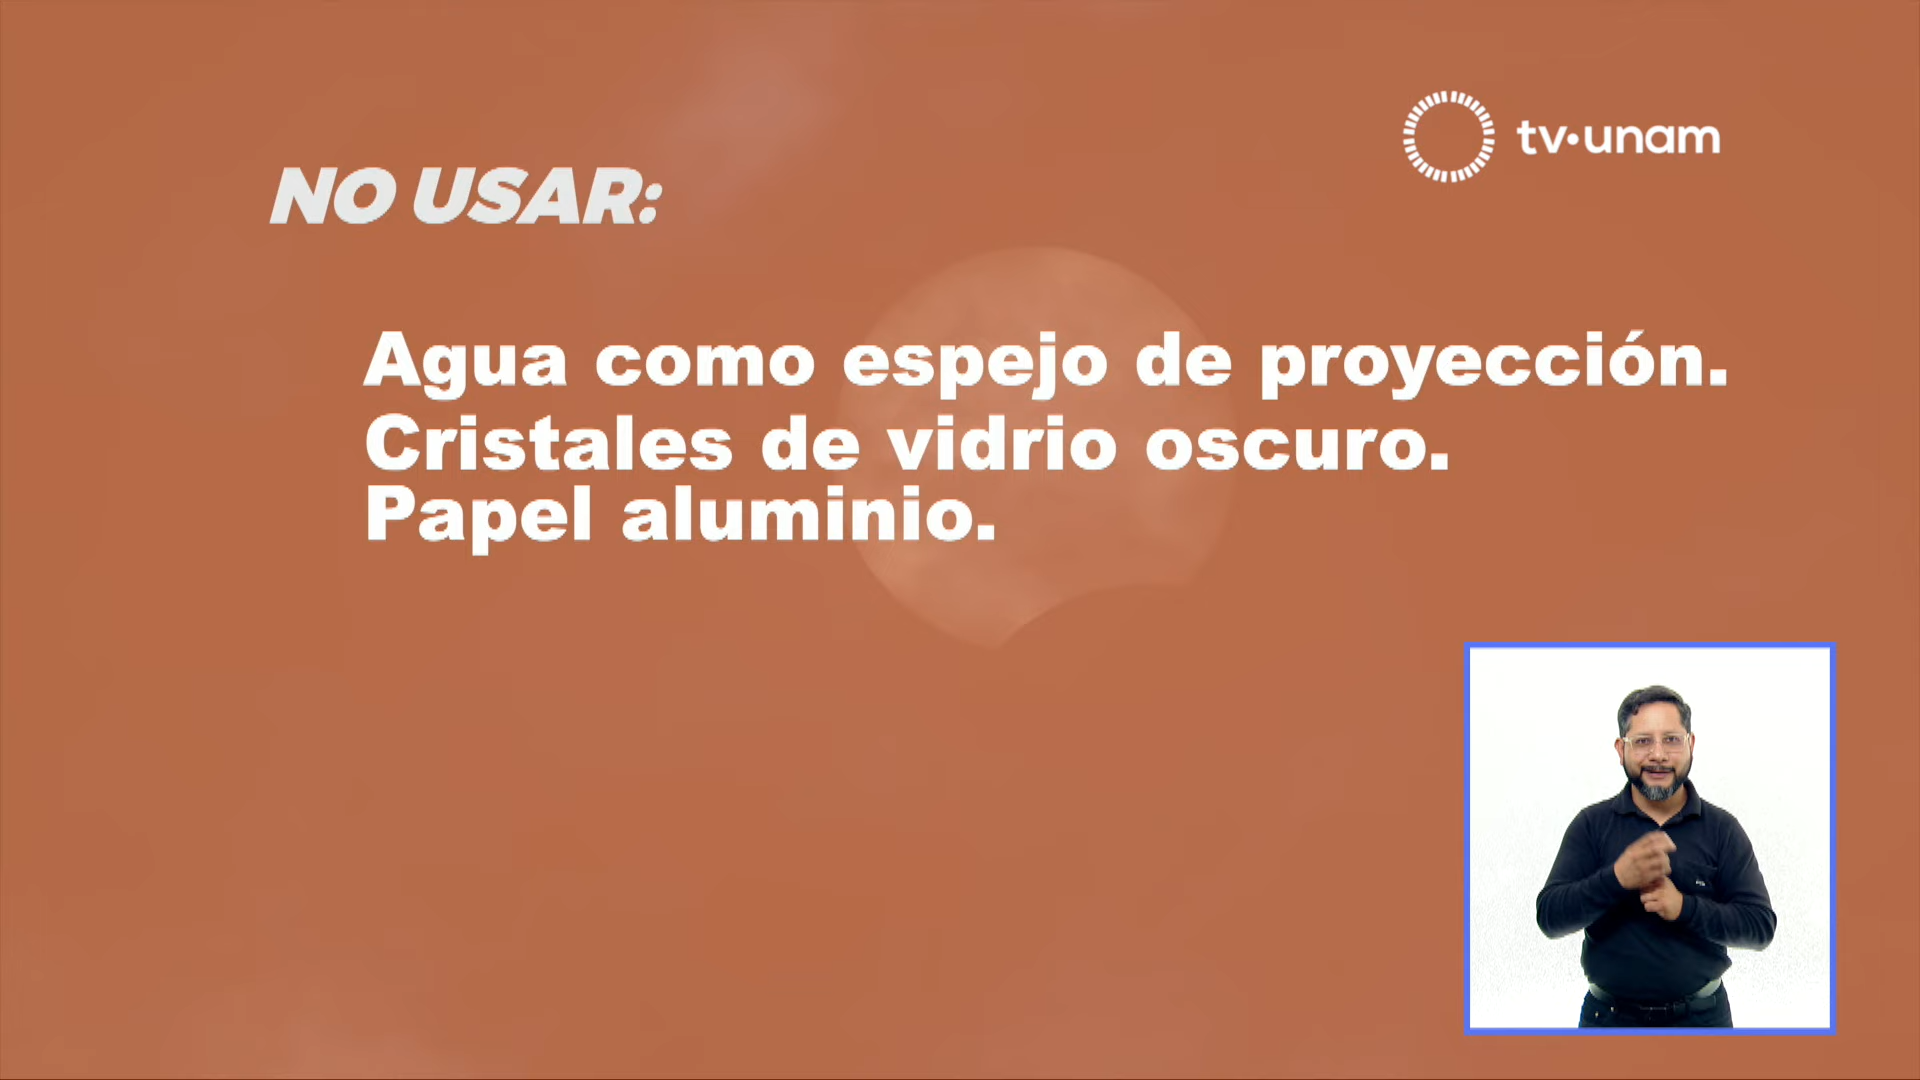 tv·unam
NO USAR:
Agua como espejo de proyección.
Cristales de vidrio oscuro.
Papel aluminio.